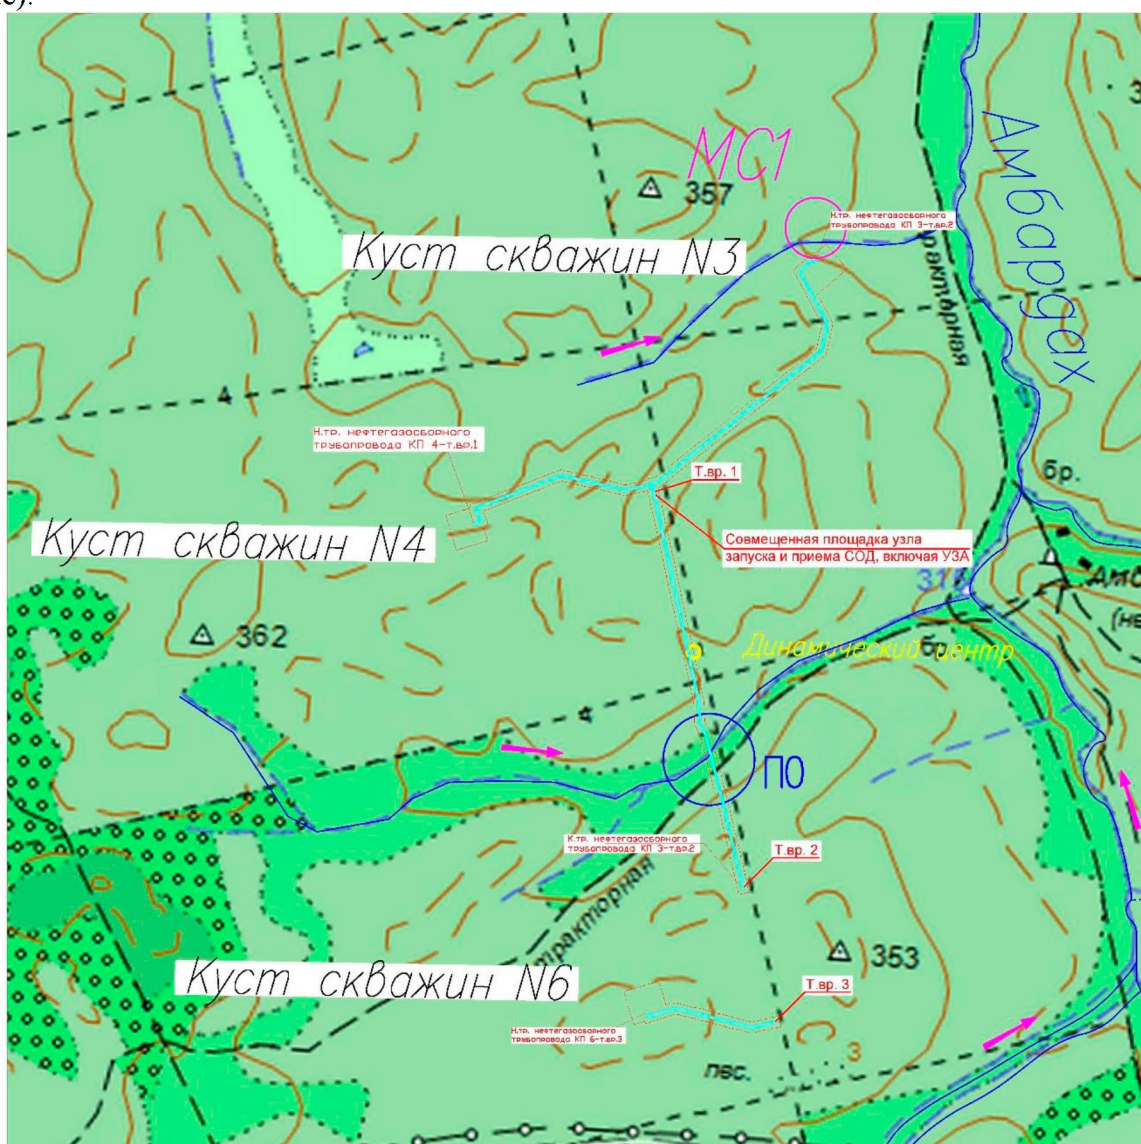 МС1
357
Н.тр. нефтегазосборного
трубопровода КП 3-т.вр.2
Амбардах
Куст скважин N3
тракторная
4
Н.тр. нефтегазосборного
трубопровода КП 4-т.вр.1
Т.вр. 1
бр.
Куст скважин N4
Совмещенная площадка узла
запуска и приема СОД, включая УЗА
362
Динамический центр
4
П0
К.тр. нефтегазосборного
трубопровода КП 3-т.вр.2
Т.вр. 2
тракторная
353
Куст скважин N6
Т.вр. 3
Н.тр. нефтегазосборного
трубопровода КП 6-т.вр.3
3
пес.